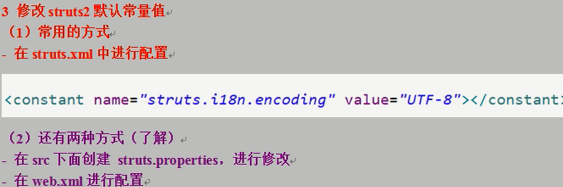 3 修改 struts2 默认常量值
（1）常用的方式
- 在 struts.xml 中进行配置
<constant name="struts.i18n.encoding" value="UTF-8"></constant>
（2）还有两种方式（了解）
- 在 src 下面创建 struts.properties，进行修改
- 在 web.xml 进行配置